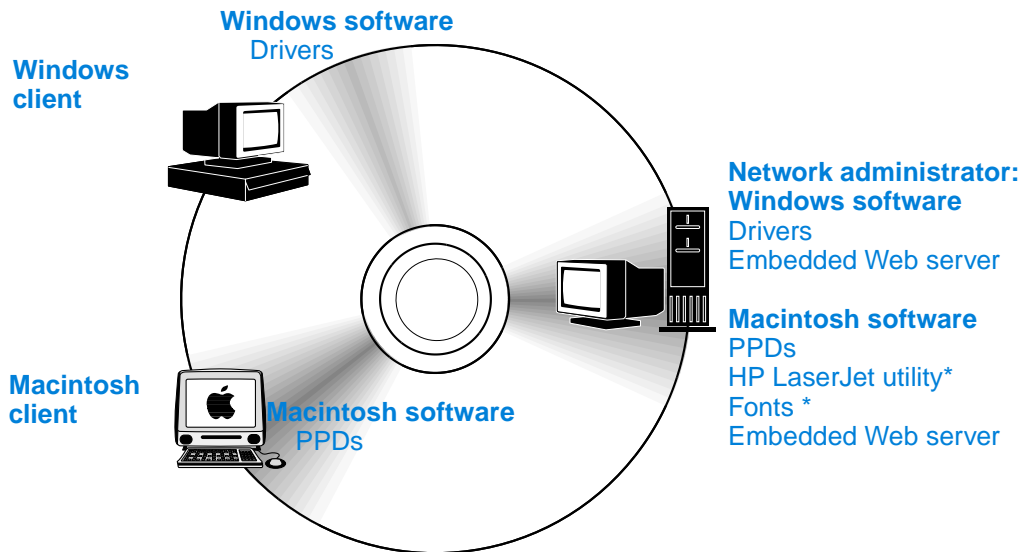 Windows software
Drivers
Windows
client
Network administrator:
Windows software
Drivers
Embedded Web server
Macintosh software
PPDs
HP LaserJet utility*
Fonts *
Embedded Web server
Macintosh
client
Macintosh software
PPDs